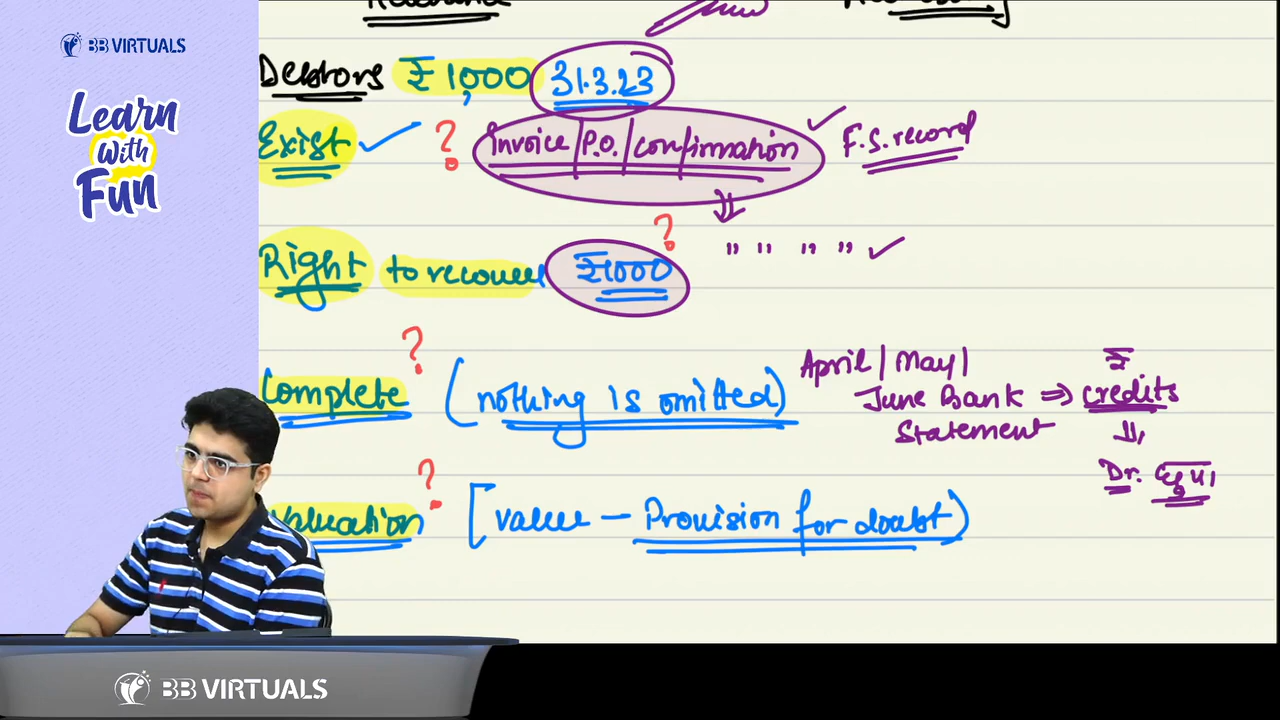 BB VIRTUALS
Learn
With
Fun
Debtors ₹ 1,000 31.3.23
Exist ? Invoice/P.O./confirmation F.S. record
Right to recover ₹1000 ? " " " "
Complete ? (nothing is omitted) April/May/
June Bank ⇒ credits
Statement
₹
Dr.
Valuation ? [value – Provision for doubt)
BB VIRTUALS